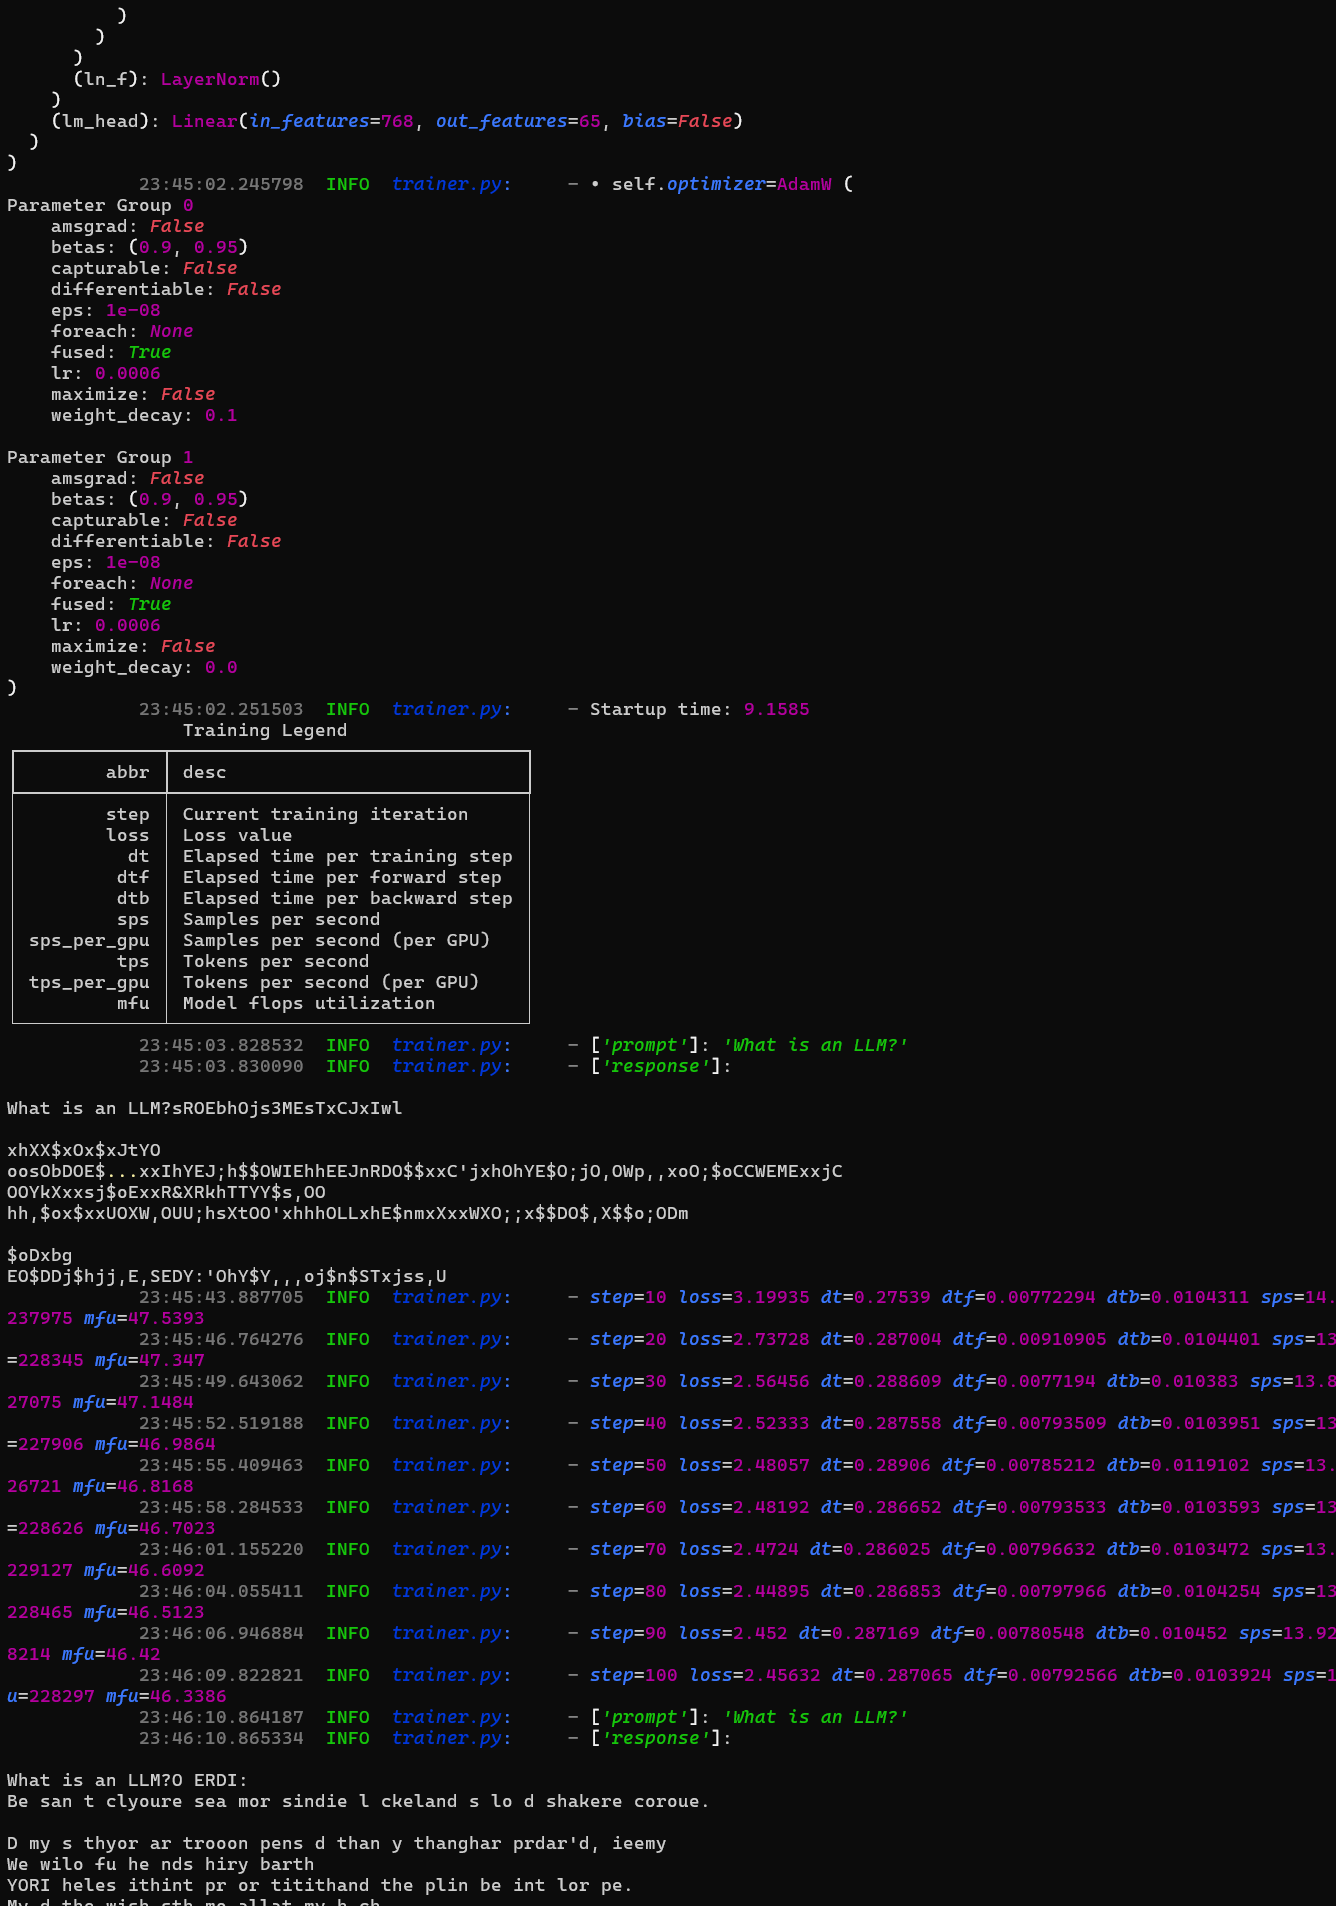 )
)
)
(ln_f): LayerNorm()
)
(lm_head): Linear(in_features=768, out_features=65, bias=False)
)
)
23:45:02.245798 INFO trainer.py: - • self.optimizer=AdamW (
Parameter Group 0
amsgrad: False
betas: (0.9, 0.95)
capturable: False
differentiable: False
eps: 1e-08
foreach: None
fused: True
lr: 0.0006
maximize: False
weight_decay: 0.1
Parameter Group 1
amsgrad: False
betas: (0.9, 0.95)
capturable: False
differentiable: False
eps: 1e-08
foreach: None
fused: True
lr: 0.0006
maximize: False
weight_decay: 0.0
)
23:45:02.251503 INFO trainer.py: - Startup time: 9.1585
Training Legend
abbr desc
step Current training iteration
loss Loss value
dt Elapsed time per training step
dtf Elapsed time per forward step
dtb Elapsed time per backward step
sps Samples per second
sps_per_gpu Samples per second (per GPU)
tps Tokens per second
tps_per_gpu Tokens per second (per GPU)
mfu Model flops utilization
23:45:03.828532 INFO trainer.py: - ['prompt']: 'What is an LLM?'
23:45:03.830090 INFO trainer.py: - ['response']:
What is an LLM?sROEbhOjs3MEsTxCJxIwl
xhXX$xOx$xJtYO
oosObDOE$...xxIhYEJ;h$$OWIEhhEEJnRDO$$xxC'jxhOhYE$O;jO,OWp,,xoO;$oCCWEMExxjC
OOYkXxxsj$oExxR&XRkhTTYY$s,OO
hh,$ox$xxUOXW,OUU;hsXtOO'xhhhOLLxhE$nmxXxxWXO;;x$$DO$,X$$o;ODm
$oDxbg
EO$DDj$hjj,E,SEDY:'OhY$Y,,,oj$n$STxjss,U
23:45:43.887705 INFO trainer.py: - step=10 loss=3.19935 dt=0.27539 dtf=0.00772294 dtb=0.0104311 sps=14.
237975 mfu=47.5393
23:45:46.764276 INFO trainer.py: - step=20 loss=2.73728 dt=0.287004 dtf=0.00910905 dtb=0.0104401 sps=13
=228345 mfu=47.347
23:45:49.643062 INFO trainer.py: - step=30 loss=2.56456 dt=0.288609 dtf=0.0077194 dtb=0.010383 sps=13.8
27075 mfu=47.1484
23:45:52.519188 INFO trainer.py: - step=40 loss=2.52333 dt=0.287558 dtf=0.00793509 dtb=0.0103951 sps=13
=227906 mfu=46.9864
23:45:55.409463 INFO trainer.py: - step=50 loss=2.48057 dt=0.28906 dtf=0.00785212 dtb=0.0119102 sps=13.
26721 mfu=46.8168
23:45:58.284533 INFO trainer.py: - step=60 loss=2.48192 dt=0.286652 dtf=0.00793533 dtb=0.0103593 sps=13
=228626 mfu=46.7023
23:46:01.155220 INFO trainer.py: - step=70 loss=2.4724 dt=0.286025 dtf=0.00796632 dtb=0.0103472 sps=13.
229127 mfu=46.6092
23:46:04.055411 INFO trainer.py: - step=80 loss=2.44895 dt=0.286853 dtf=0.00797966 dtb=0.0104254 sps=13
228465 mfu=46.5123
23:46:06.946884 INFO trainer.py: - step=90 loss=2.452 dt=0.287169 dtf=0.00780548 dtb=0.010452 sps=13.92
8214 mfu=46.42
23:46:09.822821 INFO trainer.py: - step=100 loss=2.45632 dt=0.287065 dtf=0.00792566 dtb=0.0103924 sps=1
u=228297 mfu=46.3386
23:46:10.864187 INFO trainer.py: - ['prompt']: 'What is an LLM?'
23:46:10.865334 INFO trainer.py: - ['response']:
What is an LLM?O ERDI:
Be san t clyoure sea mor sindie l ckeland s lo d shakere coroue.
D my s thyor ar trooon pens d than y thanghar prdar'd, ieemy
We wilo fu he nds hiry barth
YORI heles ithint pr or titithand the plin be int lor pe.
My d the wish sth me allat my h ch